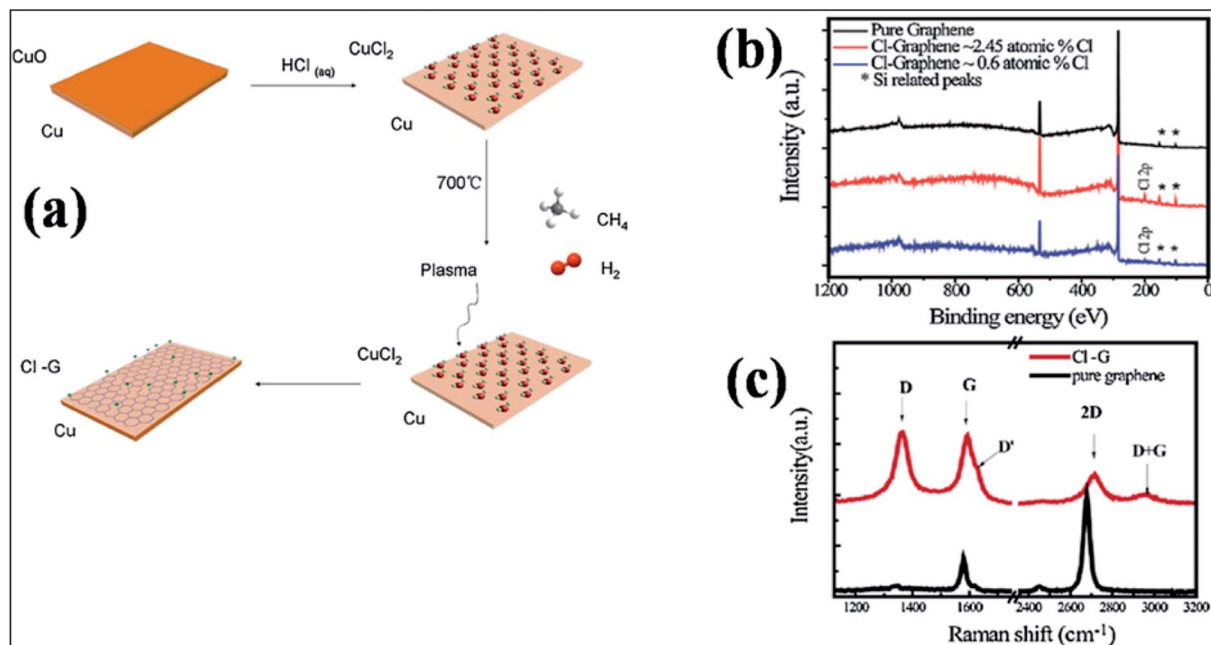 (a)
CuO
Cu
HCl (aq)
CuCl2
Cu
700℃
CH4
H2
Plasma
CuCl2
Cu
Cl -G
Cu
(b)
Pure Graphene
Cl-Graphene ~2.45 atomic % Cl
Cl-Graphene ~ 0.6 atomic % Cl
* Si related peaks
Intensity (a.u.)
* *
Cl 2p
* *
Cl 2p
* *
1200 1000 800 600 400 200 0
Binding energy (eV)
(c)
Cl -G
pure graphene
D
G
D'
2D
D+G
Intensity(a.u.)
1200 1400 1600 2400 2600 2800 3000 3200
Raman shift (cm-1)